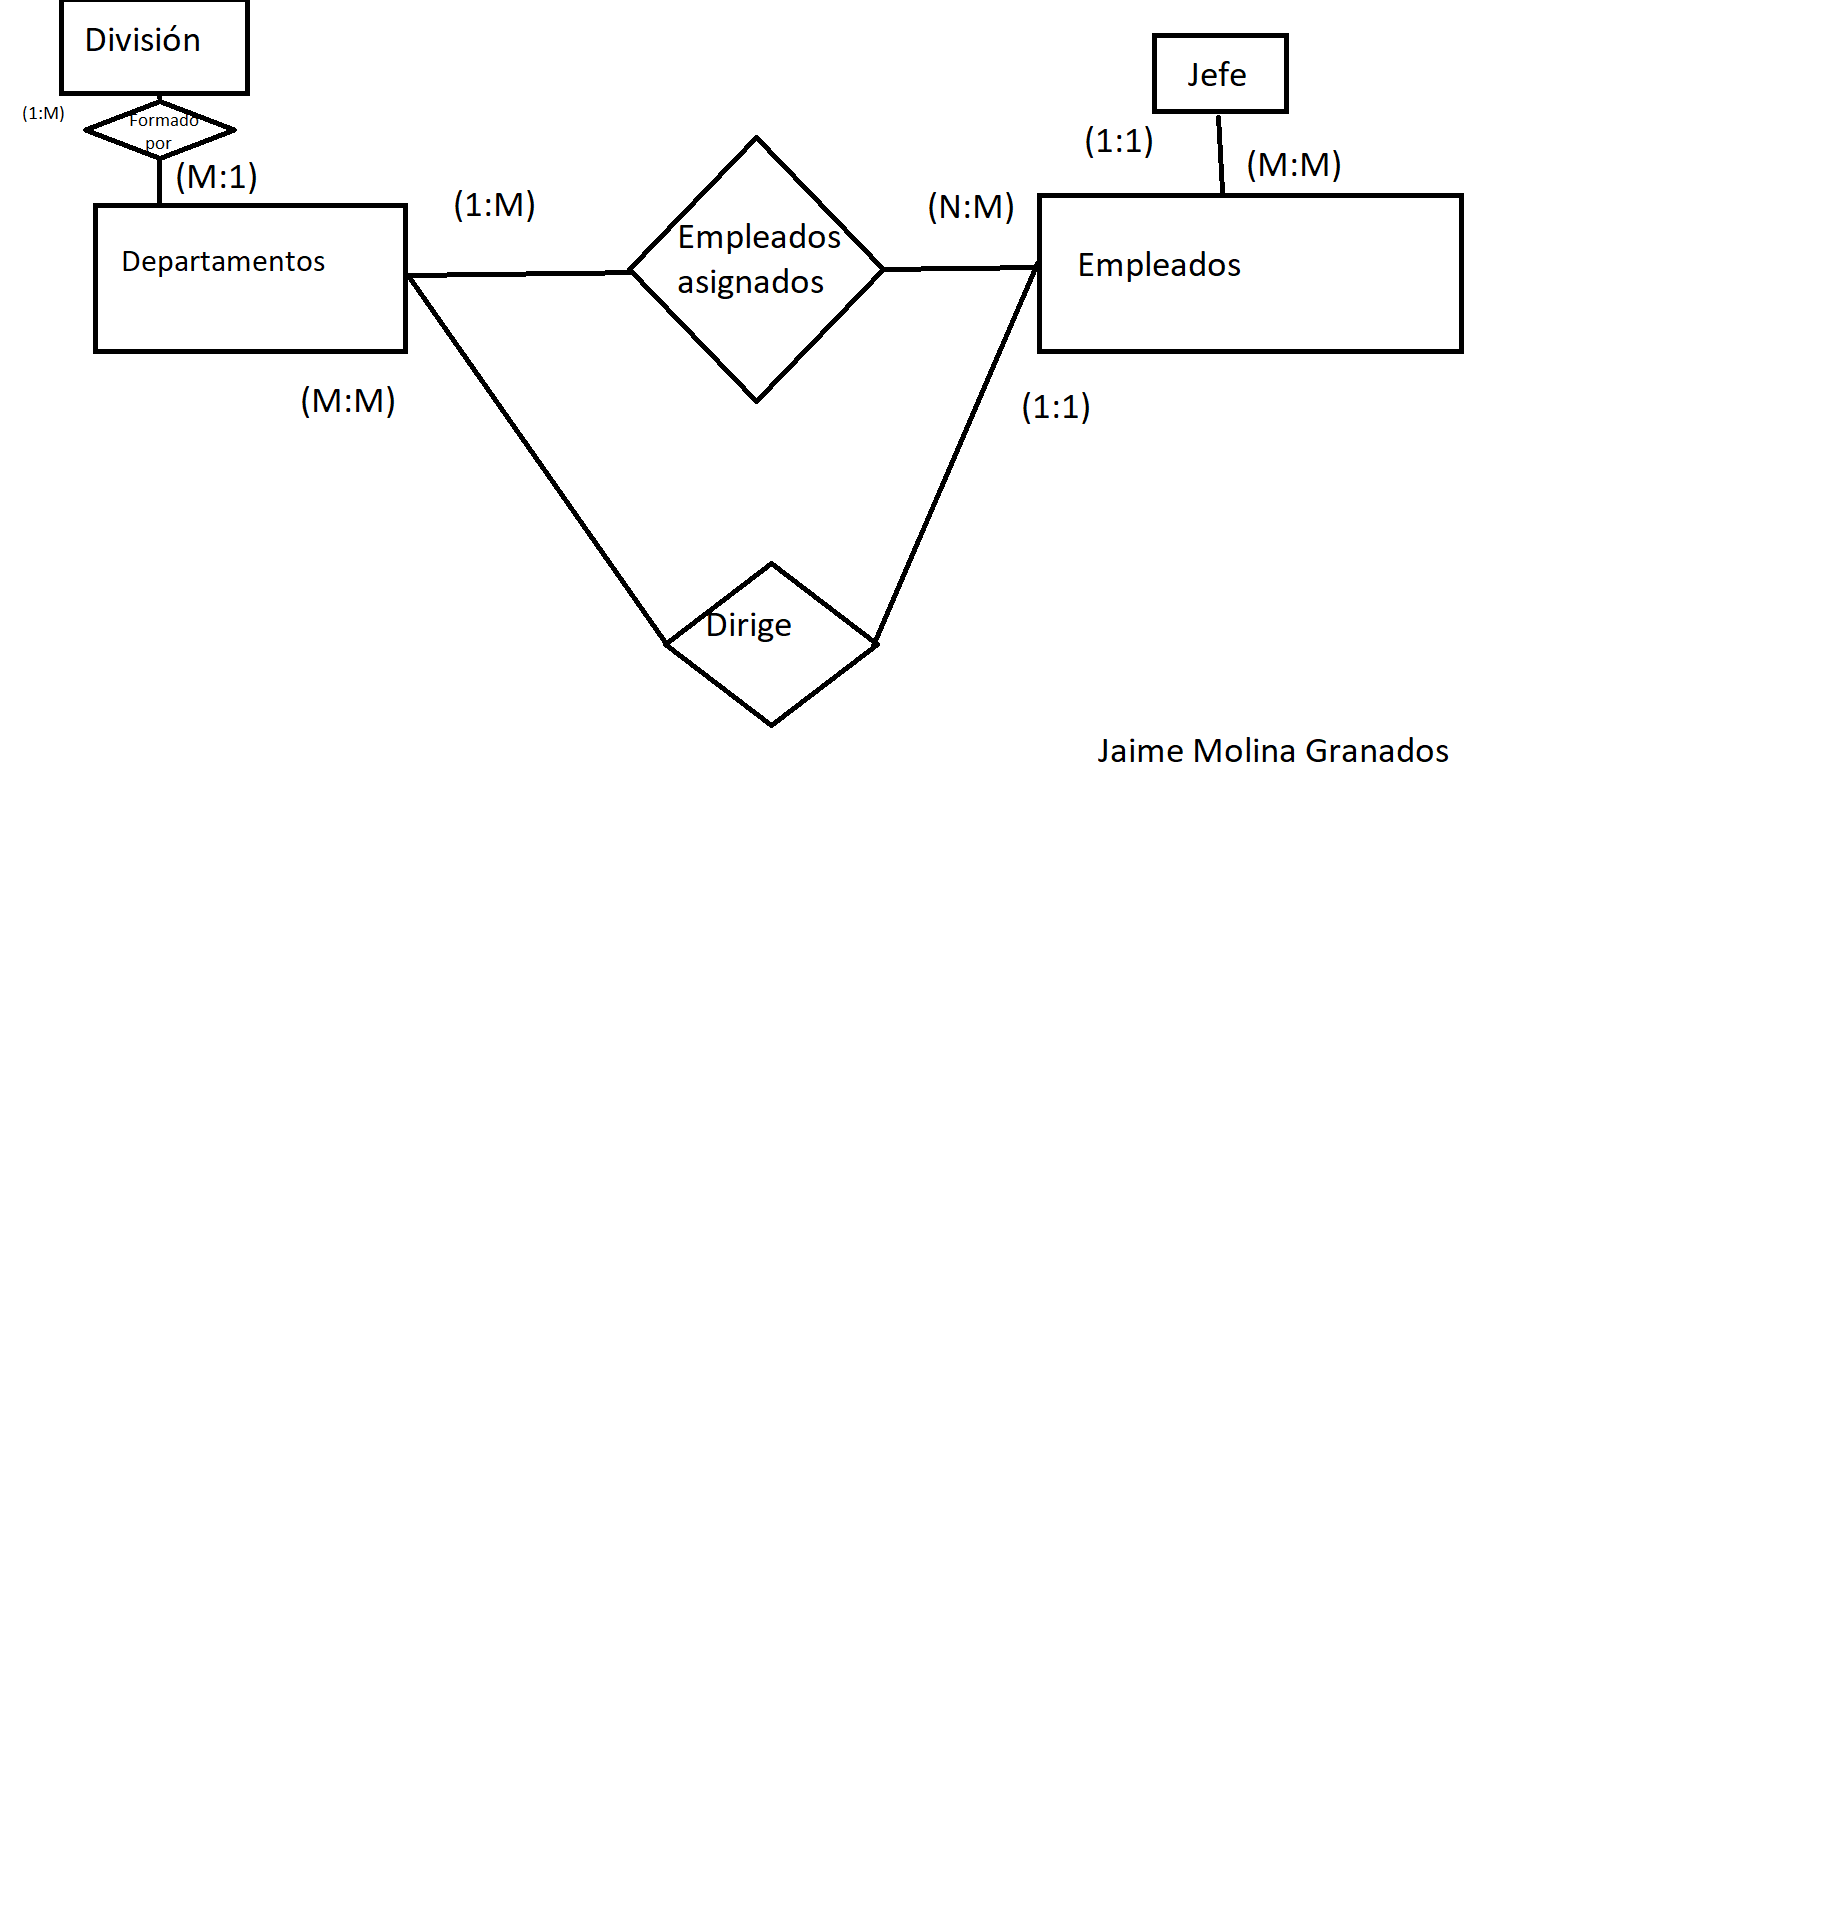 División
Jefe
(1:M)
Formado
por
(1:1)
(M:M)
(M:1)
(1:M)
(N:M)
Empleados
asignados
Departamentos
Empleados
(M:M)
(1:1)
Dirige
Jaime Molina Granados